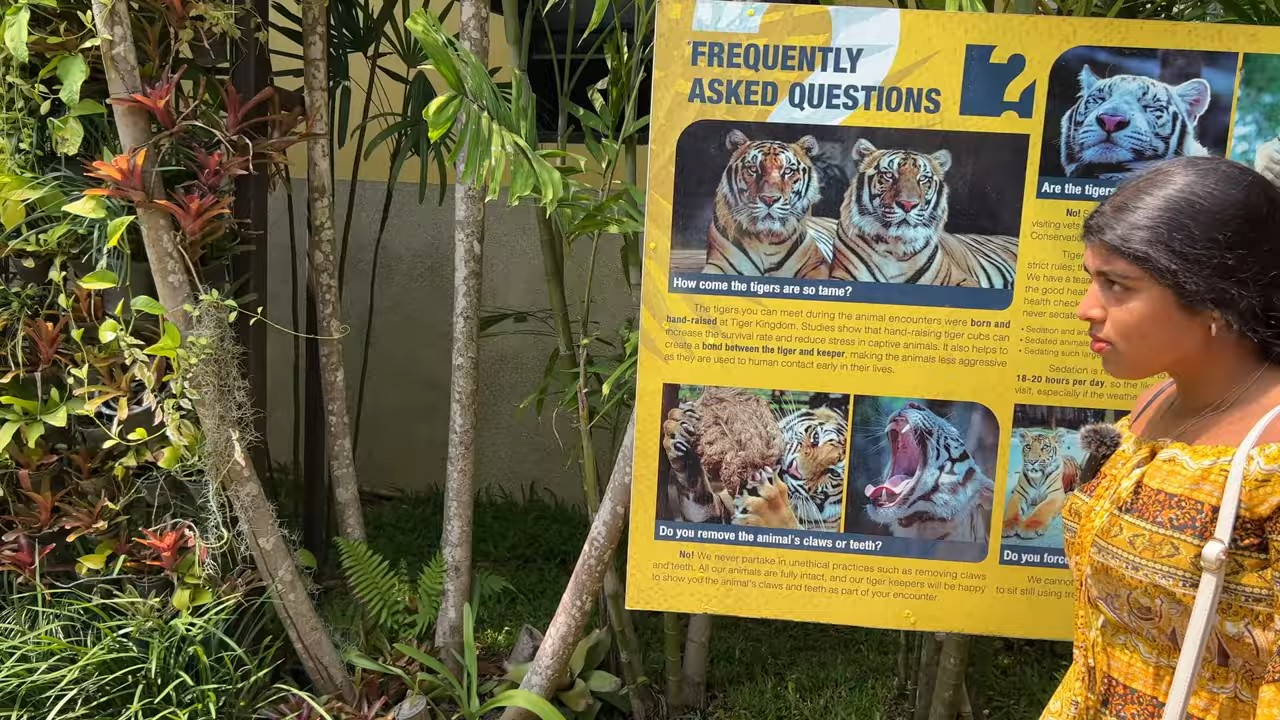 FREQUENTLY
ASKED QUESTIONS
How come the tigers are so tame?
The tigers you can meet during the animal encounters were born and
hand-raised at Tiger Kingdom. Studies show that hand-raising tiger cubs can
increase the survival rate and reduce stress in captive animals. It also helps to
create a bond between the tiger and keeper, making the animals less aggressive
as they are used to human contact early in their lives.
Do you remove the animal's claws or teeth?
No! We never partake in unethical practices such as removing claws
and teeth. All our animals are fully intact, and our tiger keepers will be happy
to show you the animal's claws and teeth as part of your encounter.
Are the tigers
No!
visiting vets
Conservation
Tiger
strict rules;
We have a team
the good health
health check
never sedate
• Sedation and
• Sedated animals
• Sedating such large
Sedation is
18-20 hours per day, so the
visit, especially if the weather
Do you force
We cannot
to sit still using